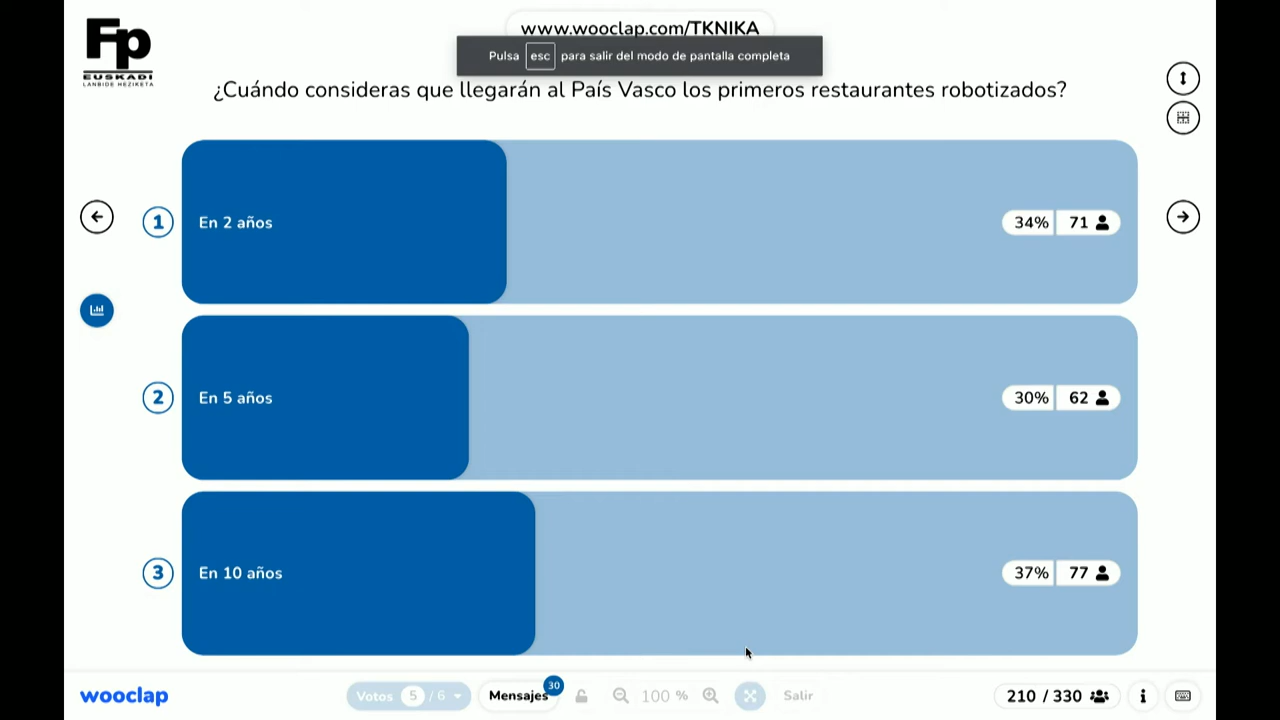 Fp
EUSKADI
LANBIDE HEZIKETA
www.wooclap.com/TKNIKA
Pulsa esc para salir del modo de pantalla completa
¿Cuándo consideras que llegarán al País Vasco los primeros restaurantes robotizados?
1 En 2 años 34% 71
2 En 5 años 30% 62
3 En 10 años 37% 77
wooclap Votos 5 / 6 Mensajes 30 100 % Salir 210 / 330 i